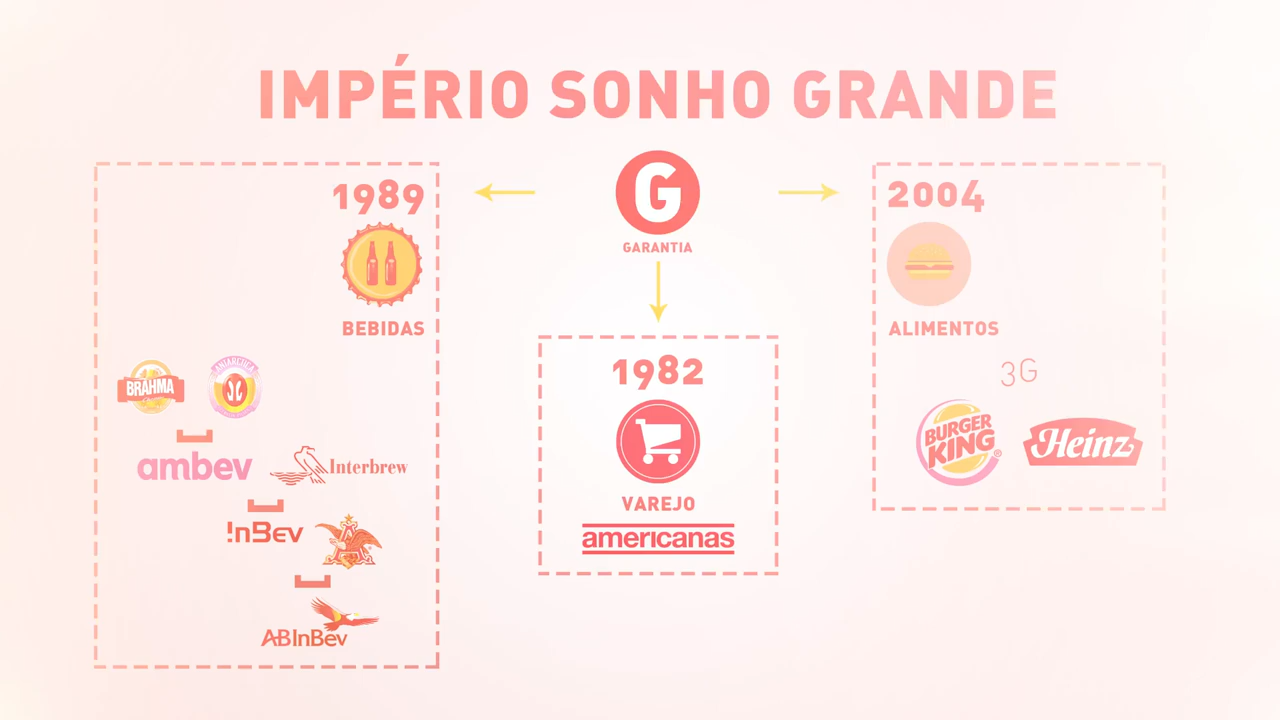 IMPÉRIO SONHO GRANDE
1989
BEBIDAS
BRAHMA
ANTARCTICA
ambev
Interbrew
InBev
A
ABInBev
G
GARANTIA
1982
VAREJO
americanas
2004
ALIMENTOS
3G
BURGER
KING®
Heinz